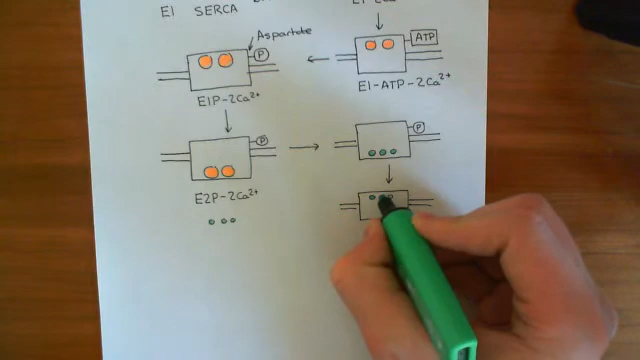 E1 SERCA
Aspartate
P
ATP
E1P-2Ca²⁺
E1-ATP-2Ca²⁺
P
P
E2P-2Ca²⁺